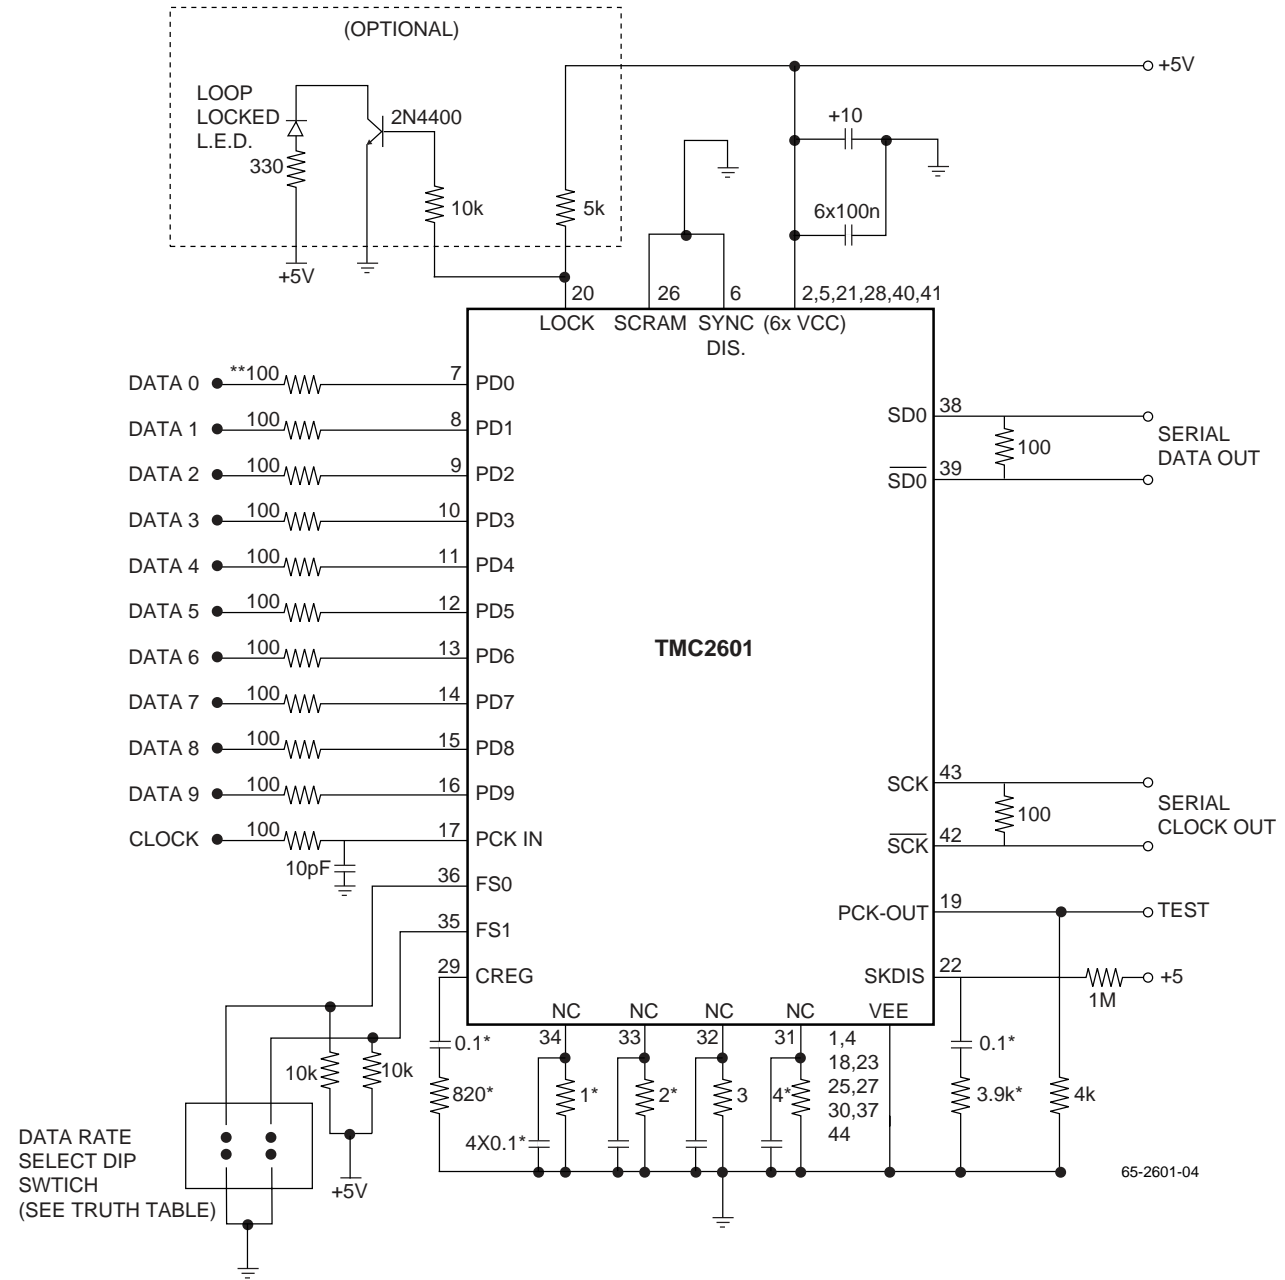 (OPTIONAL)
LOOP
LOCKED
L.E.D.
2N4400
330
10k
5k
+5V
+5V
+10
6x100n
20
26
6
2,5,21,28,40,41
LOCK
SCRAM
SYNC
DIS.
(6x VCC)
DATA 0
**100
7
PD0
DATA 1
100
8
PD1
DATA 2
100
9
PD2
DATA 3
100
10
PD3
DATA 4
100
11
PD4
DATA 5
100
12
PD5
DATA 6
100
13
PD6
DATA 7
100
14
PD7
DATA 8
100
15
PD8
DATA 9
100
16
PD9
CLOCK
100
17
PCK IN
10pF
36
FS0
35
FS1
29
CREG
TMC2601
SD0
38
100
SD0
39
SERIAL
DATA OUT
SCK
43
100
SCK
42
SERIAL
CLOCK OUT
PCK-OUT
19
TEST
SKDIS
22
1M
+5
NC
NC
NC
NC
VEE
34
33
32
31
1,4
18,23
25,27
30,37
44
0.1*
820*
1*
2*
3
4*
4X0.1*
0.1*
3.9k*
4k
10k
10k
+5V
DATA RATE
SELECT DIP
SWTICH
(SEE TRUTH TABLE)
65-2601-04